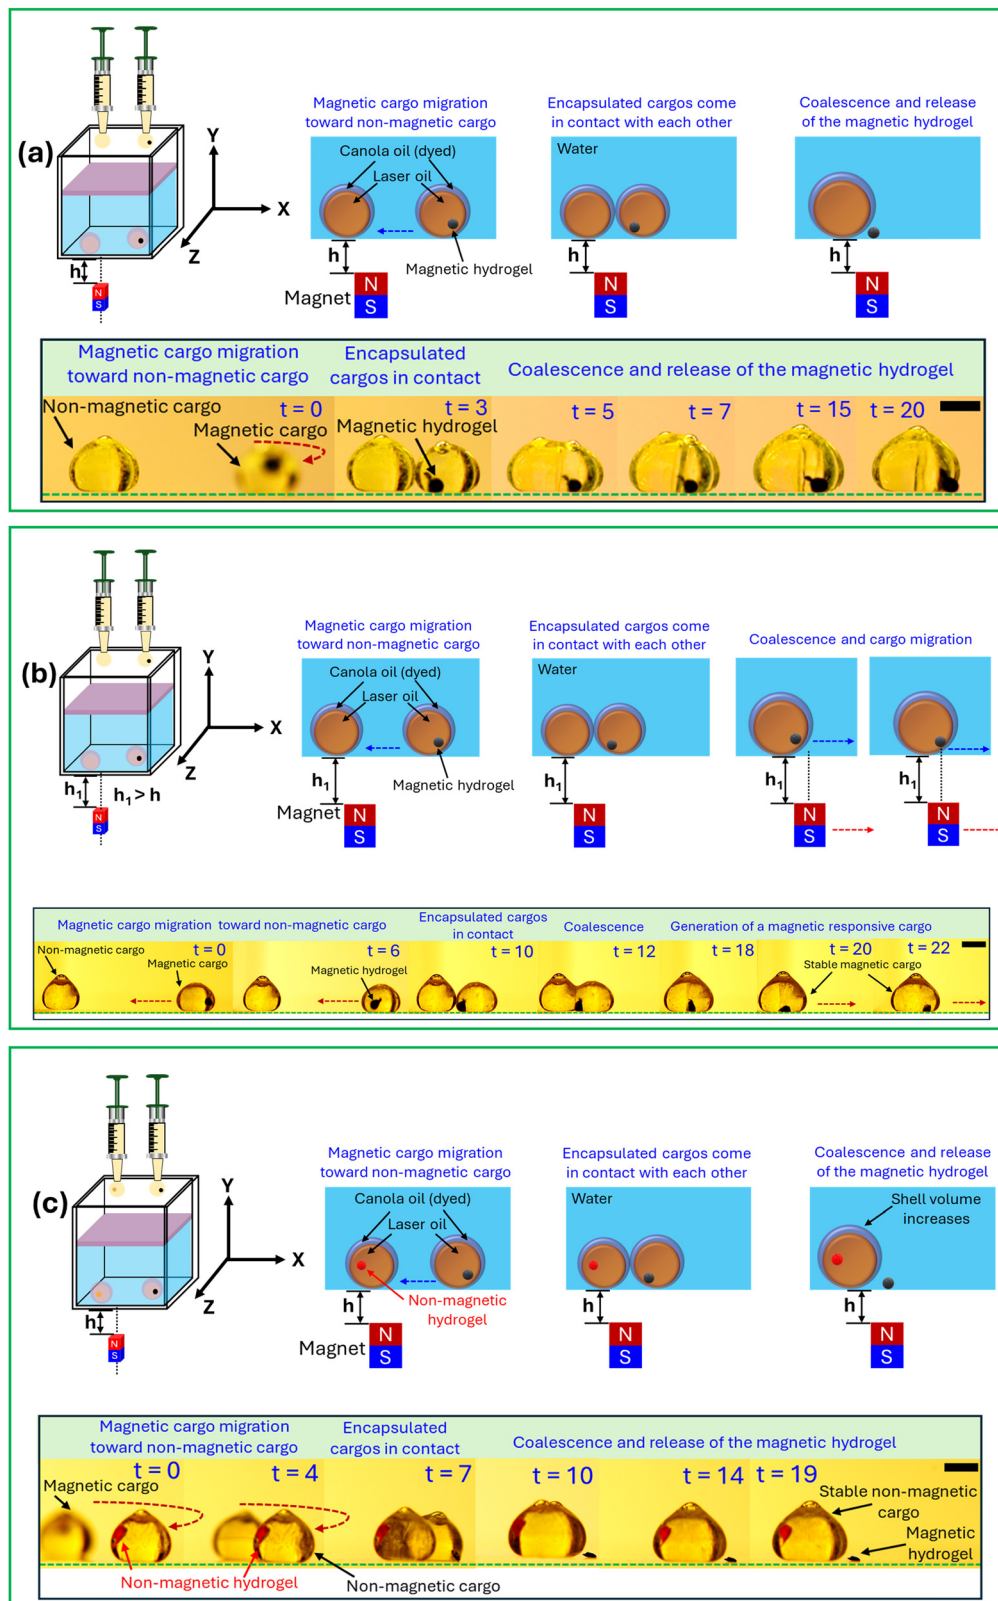 (a)
Y
X
Z
h
N
S
Magnetic cargo migration
toward non-magnetic cargo
Canola oil (dyed)
Laser oil
h
Magnetic hydrogel
Magnet
N
S
Encapsulated cargos come
in contact with each other
Water
h
N
S
Coalescence and release
of the magnetic hydrogel
h
N
S
Magnetic cargo migration
toward non-magnetic cargo
Encapsulated
cargos in contact
Coalescence and release of the magnetic hydrogel
Non-magnetic cargo
t = 0
Magnetic cargo
t = 3
Magnetic hydrogel
t = 5
t = 7
t = 15
t = 20
(b)
Y
X
Z
h1
h1 > h
N
S
Magnetic cargo migration
toward non-magnetic cargo
Canola oil (dyed)
Laser oil
h1
Magnetic hydrogel
Magnet
N
S
Encapsulated cargos come
in contact with each other
Water
h1
N
S
Coalescence and cargo migration
h1
N
S
h1
N
S
Magnetic cargo migration toward non-magnetic cargo
Encapsulated cargos
in contact
Coalescence
Generation of a magnetic responsive cargo
Non-magnetic cargo
t = 0
Magnetic cargo
t = 6
Magnetic hydrogel
t = 10
t = 12
t = 18
t = 20
t = 22
Stable magnetic cargo
(c)
Y
X
Z
h
N
S
Magnetic cargo migration
toward non-magnetic cargo
Canola oil (dyed)
Laser oil
h
Non-magnetic
hydrogel
Magnet
N
S
Encapsulated cargos come
in contact with each other
Water
h
N
S
Coalescence and release
of the magnetic hydrogel
Shell volume
increases
h
N
S
Magnetic cargo migration
toward non-magnetic cargo
Encapsulated
cargos in contact
Coalescence and release of the magnetic hydrogel
t = 0
Magnetic cargo
t = 4
t = 7
t = 10
t = 14
t = 19
Stable non-magnetic
cargo
Magnetic
hydrogel
Non-magnetic hydrogel
Non-magnetic cargo